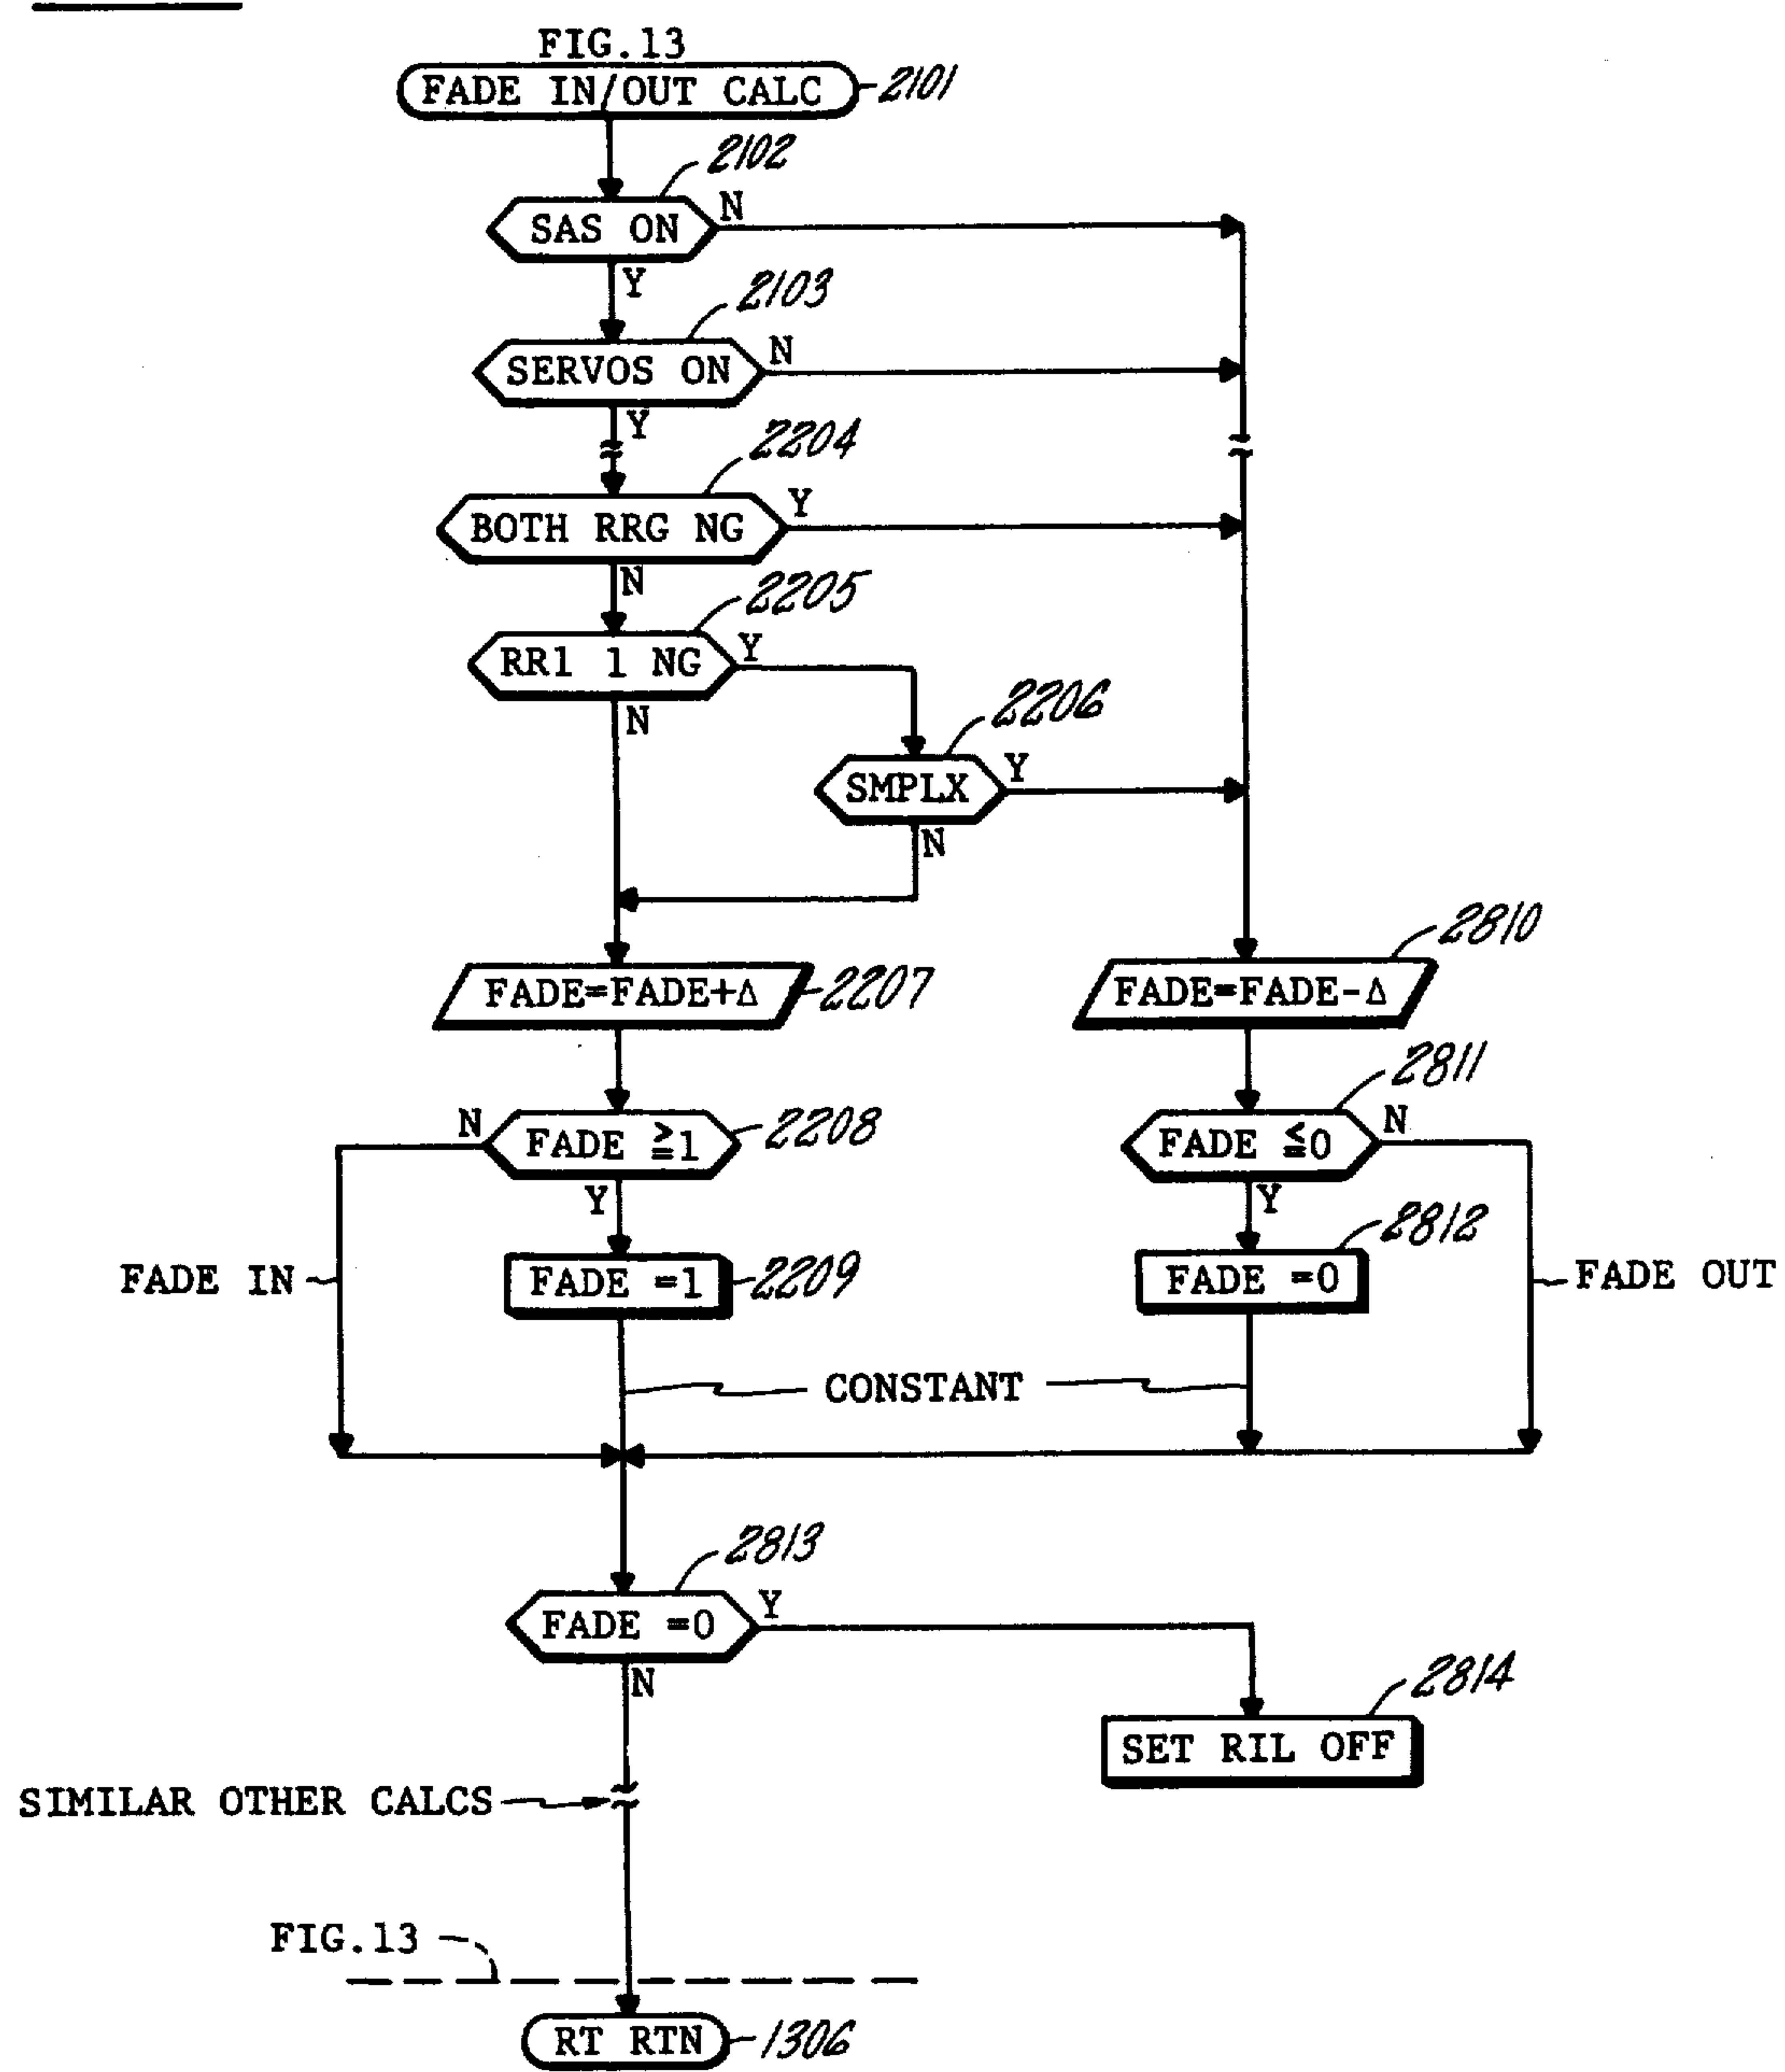 FIG.13
FADE IN/OUT CALC 2101
2102
SAS ON N
Y
2103
SERVOS ON N
Y
2204
BOTH RRG NG Y
N
2205
RR1 1 NG Y
N
2206
SMPLX Y
N
2810
FADE=FADE+Δ 2207
FADE=FADE-Δ
2811
N FADE ≧1 2208
FADE ≦0 N
Y
Y
2812
FADE IN
FADE =1 2209
FADE =0
FADE OUT
CONSTANT
2813
FADE =0 Y
N
2814
SET RIL OFF
SIMILAR OTHER CALCS
FIG.13
RT RTN 1306